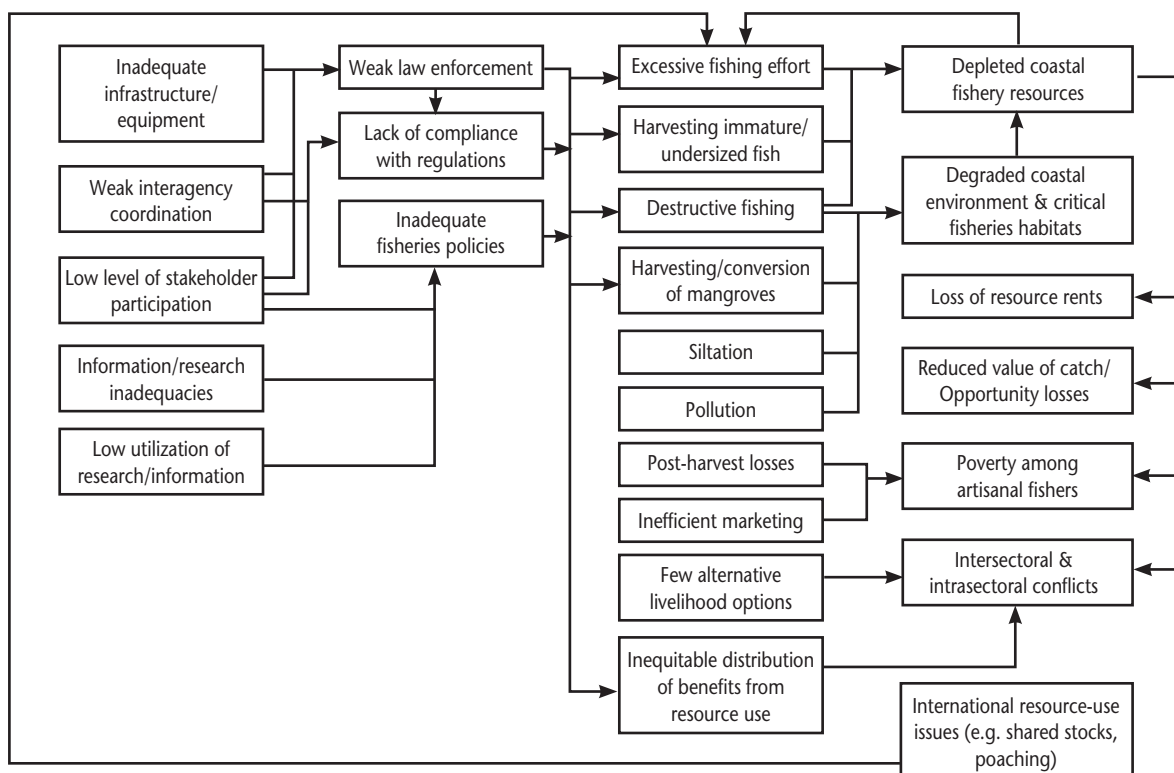 Inadequate
infrastructure/
equipment
Weak interagency
coordination
Low level of stakeholder
participation
Information/research
inadequacies
Low utilization of
research/information
Weak law enforcement
Lack of compliance
with regulations
Inadequate
fisheries policies
Excessive fishing effort
Harvesting immature/
undersized fish
Destructive fishing
Harvesting/conversion
of mangroves
Siltation
Pollution
Post-harvest losses
Inefficient marketing
Few alternative
livelihood options
Inequitable distribution
of benefits from
resource use
Depleted coastal
fishery resources
Degraded coastal
environment & critical
fisheries habitats
Loss of resource rents
Reduced value of catch/
Opportunity losses
Poverty among
artisanal fishers
Intersectoral &
intrasectoral conflicts
International resource-use
issues (e.g. shared stocks,
poaching)